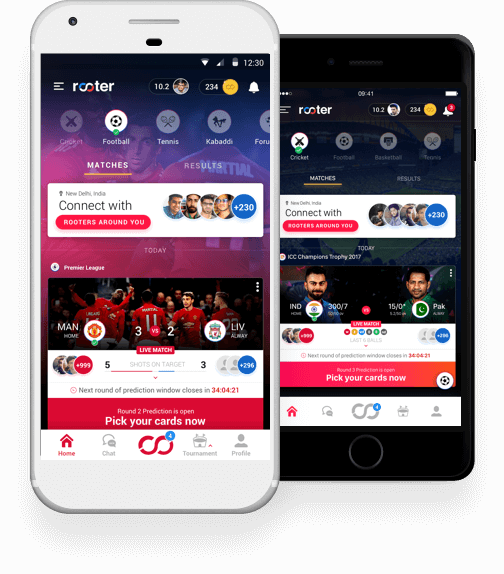 12:30
rooter
10.2
234
Cricket
Football
Tennis
Kabaddi
Foru
MARTIAL
MATCHES
RESULTS
New Delhi, India
Connect with
ROOTERS AROUND YOU
+230
TODAY
Premier League
MAN
HOME
3 VS 2
LIV
AWAY
LIVE MATCH
+999
5
SHOTS ON TARGET
3
+296
Next round of prediction window closes in 34:04:21
Round 2 Prediction is open
Pick your cards now
Home
Chat
4
Tournament
Profile
09:41
rooter
10.2
234
3
Cricket
Football
Basketball
Tennis
MATCHES
RESULTS
New Delhi, India
Connect with
ROOTERS AROUND YOU
+230
TODAY
ICC Champions Trophy 2017
IND
HOME
300/7
VS
15/0*
Pak
AWAY
LIVE MATCH
+999
LAST 6 BALLS
+296
Next round of prediction window closes in 34:04:21
Round 2 Prediction is open
Pick your cards now
4